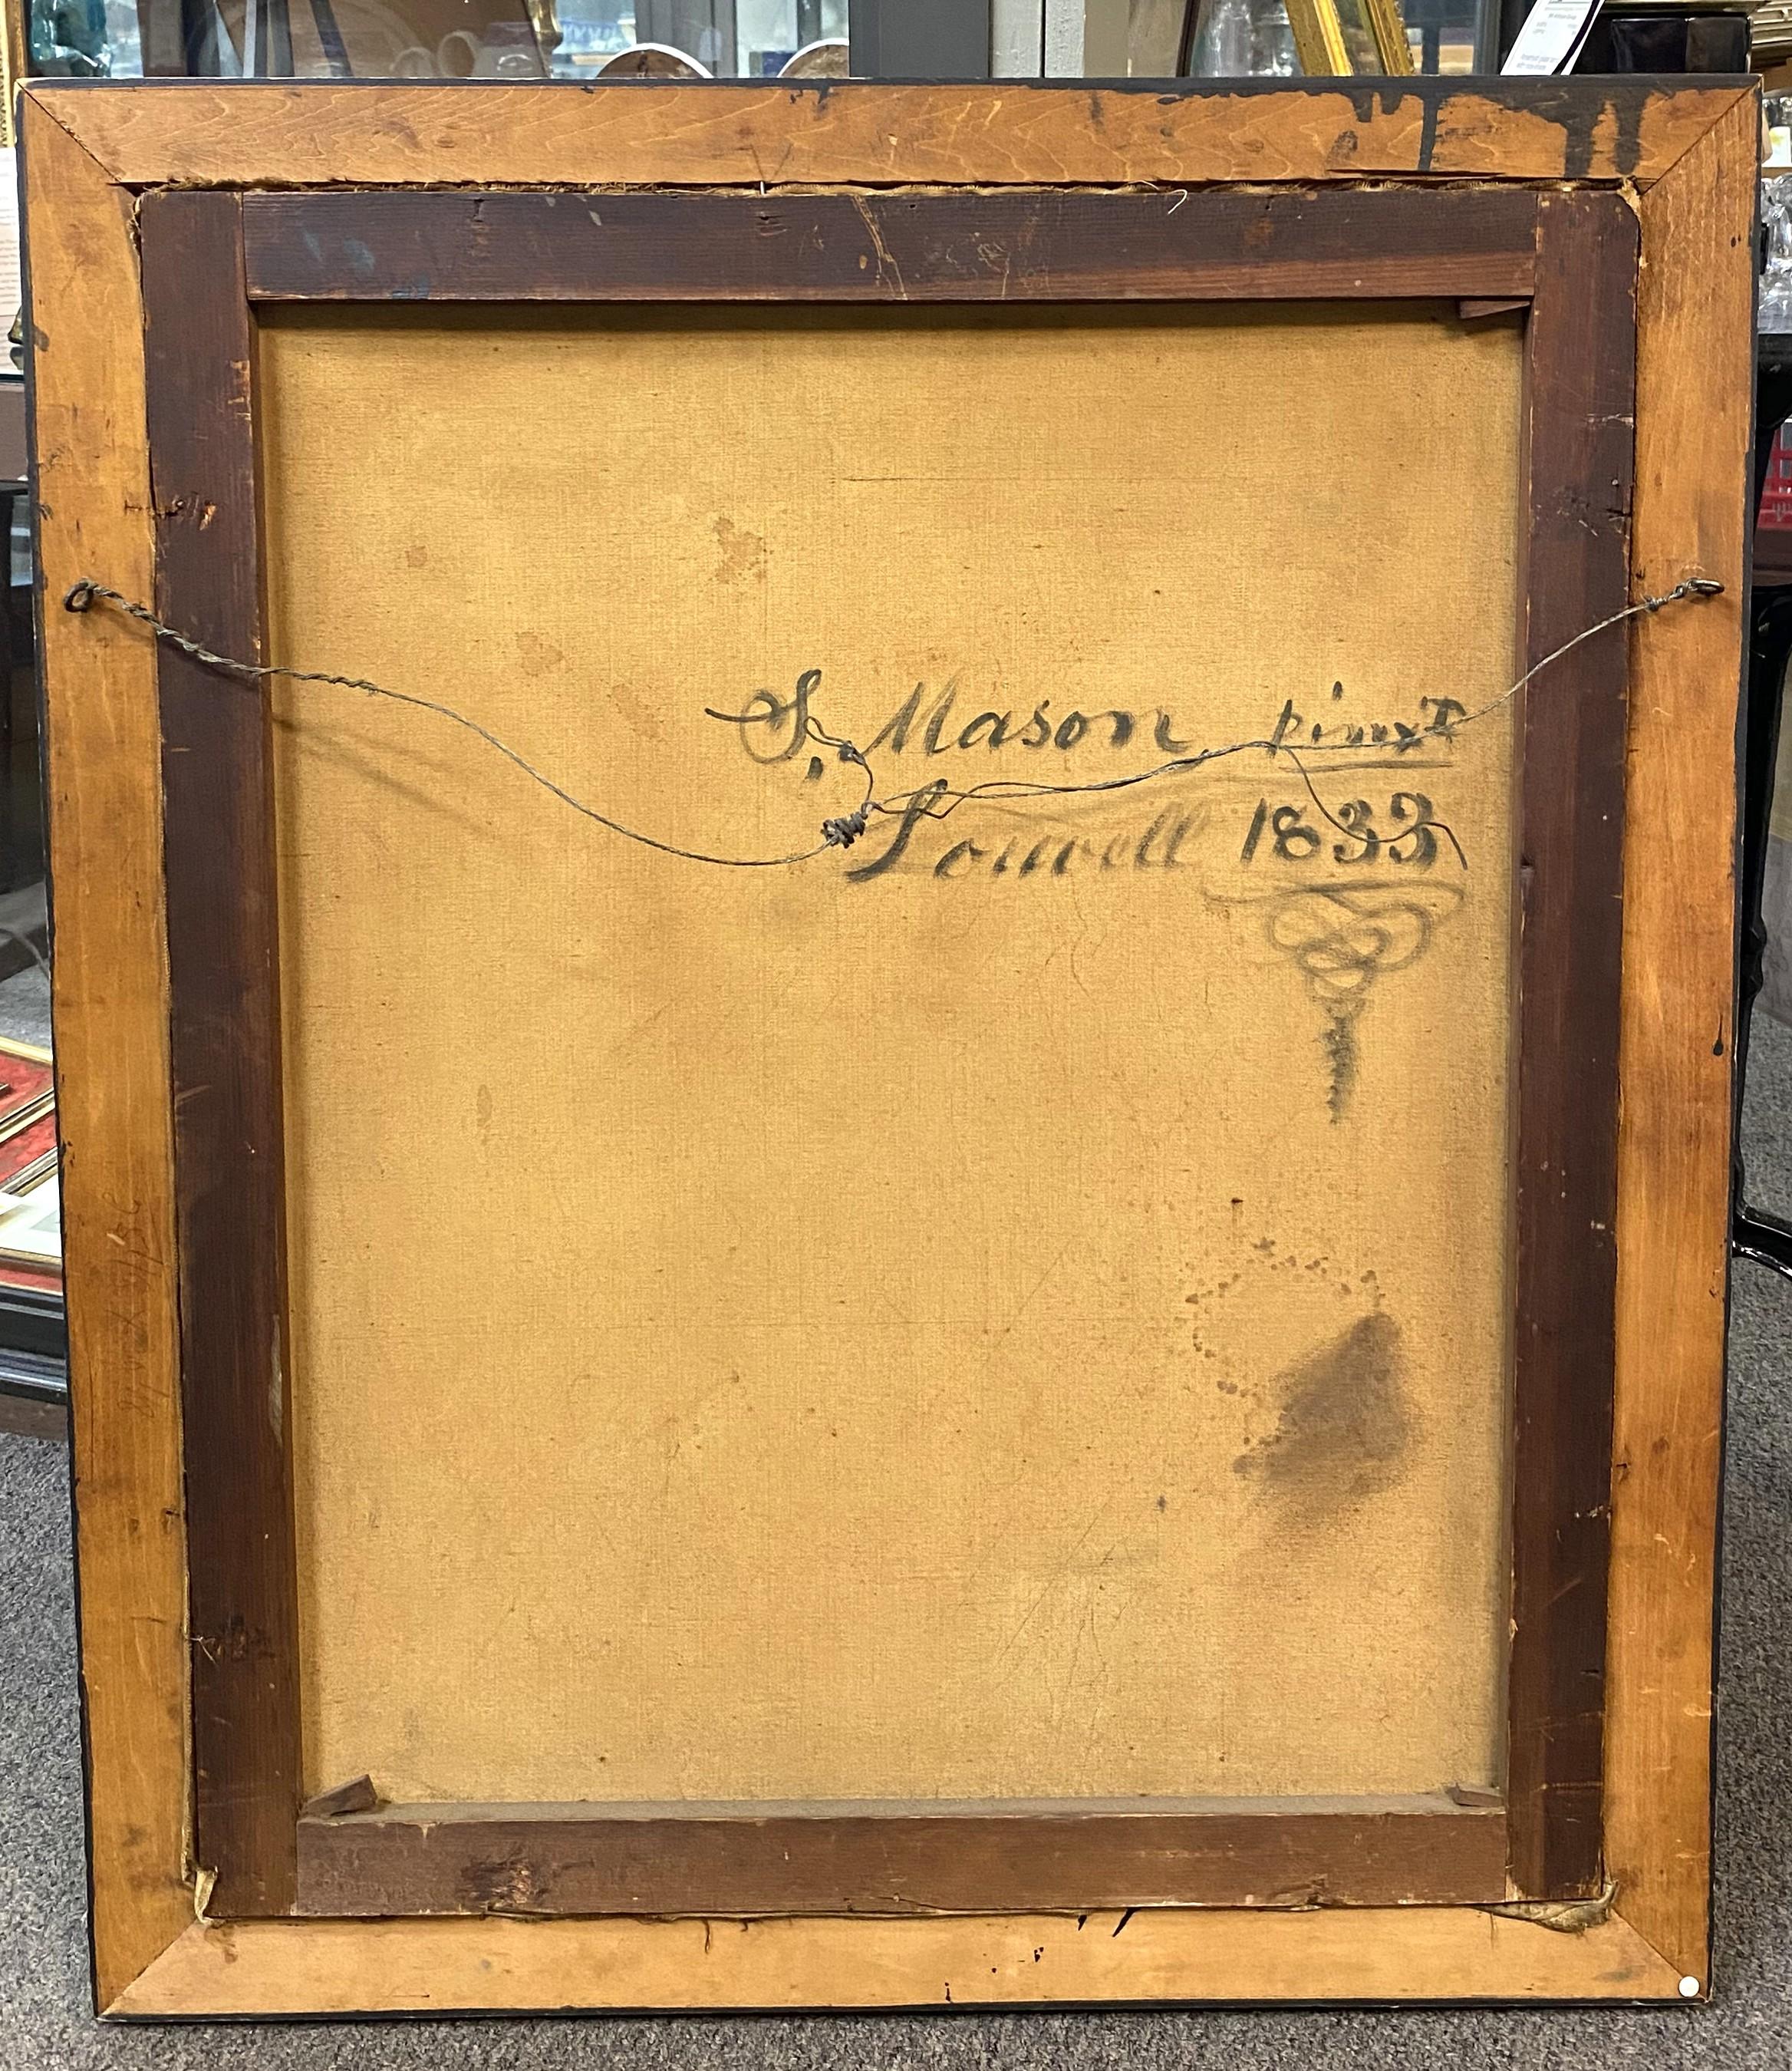 S. Mason pinxt
Lowell 1833